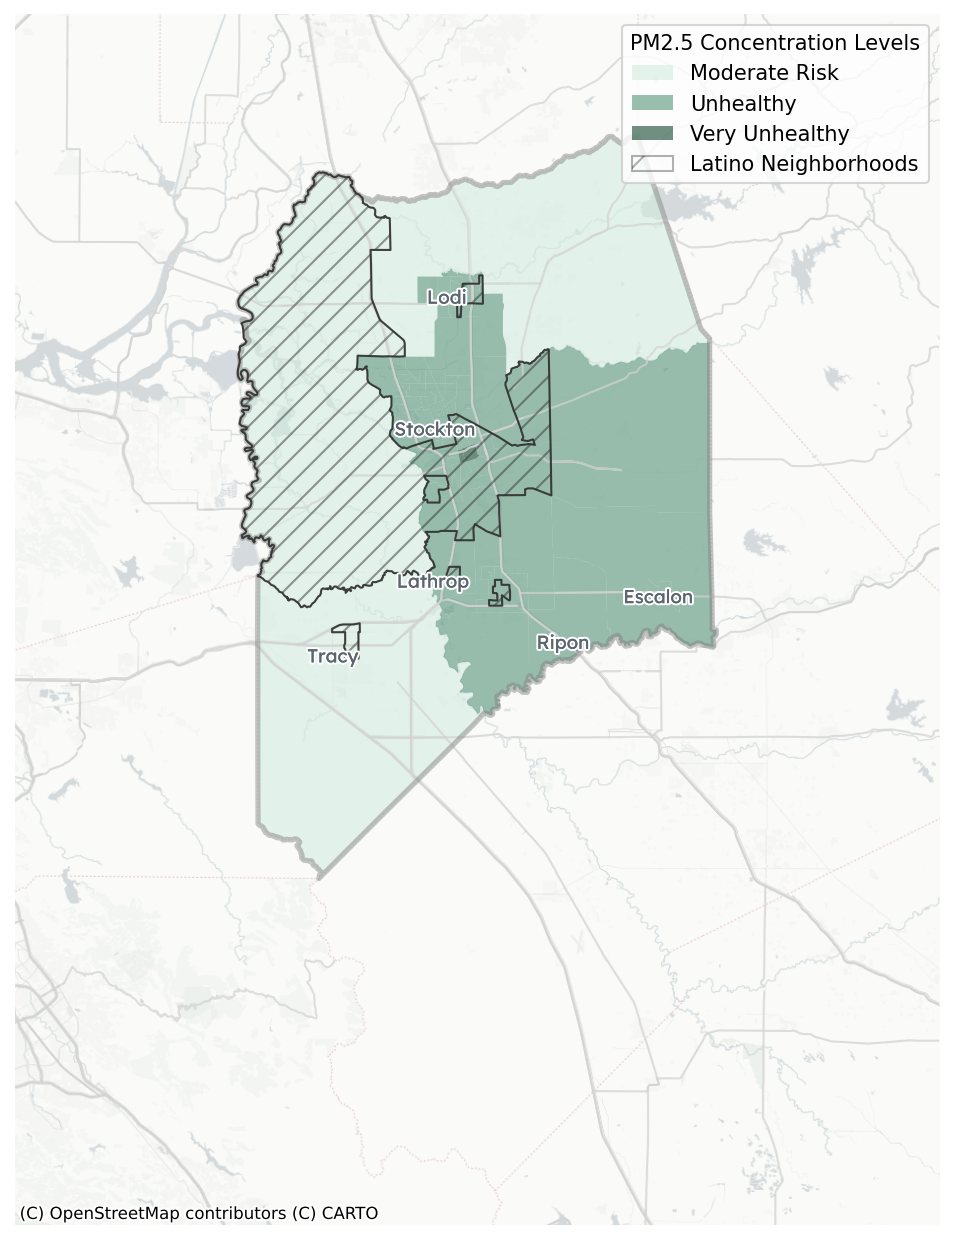 PM2.5 Concentration Levels
Moderate Risk
Unhealthy
Very Unhealthy
Latino Neighborhoods
Lodi
Stockton
Lathrop
Escalon
Ripon
Tracy
(C) OpenStreetMap contributors (C) CARTO